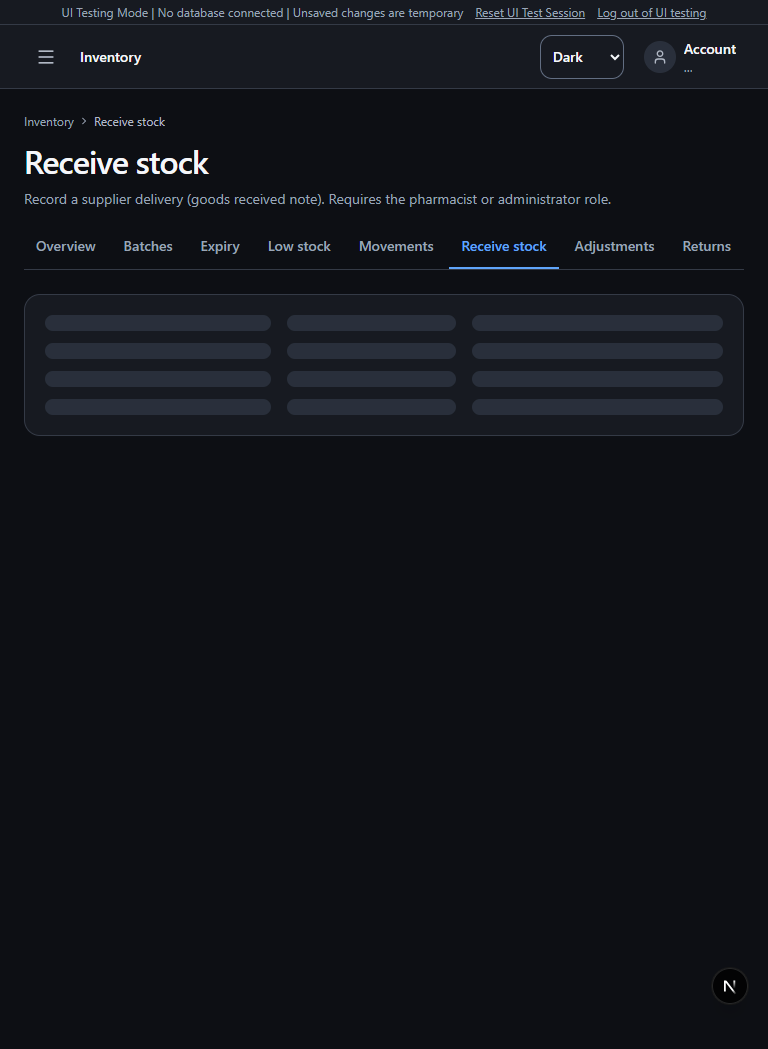 UI Testing Mode | No database connected | Unsaved changes are temporary Reset UI Test Session Log out of UI testing
Inventory
Dark
Account
...
Inventory > Receive stock
Receive stock
Record a supplier delivery (goods received note). Requires the pharmacist or administrator role.
Overview Batches Expiry Low stock Movements Receive stock Adjustments Returns
N